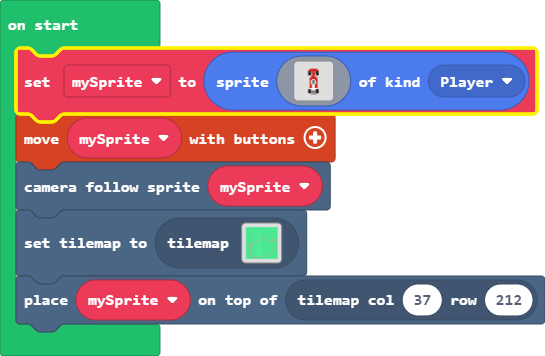 on start
set mySprite to sprite of kind Player
move mySprite with buttons
camera follow sprite mySprite
set tilemap to tilemap
place mySprite on top of tilemap col 37 row 212